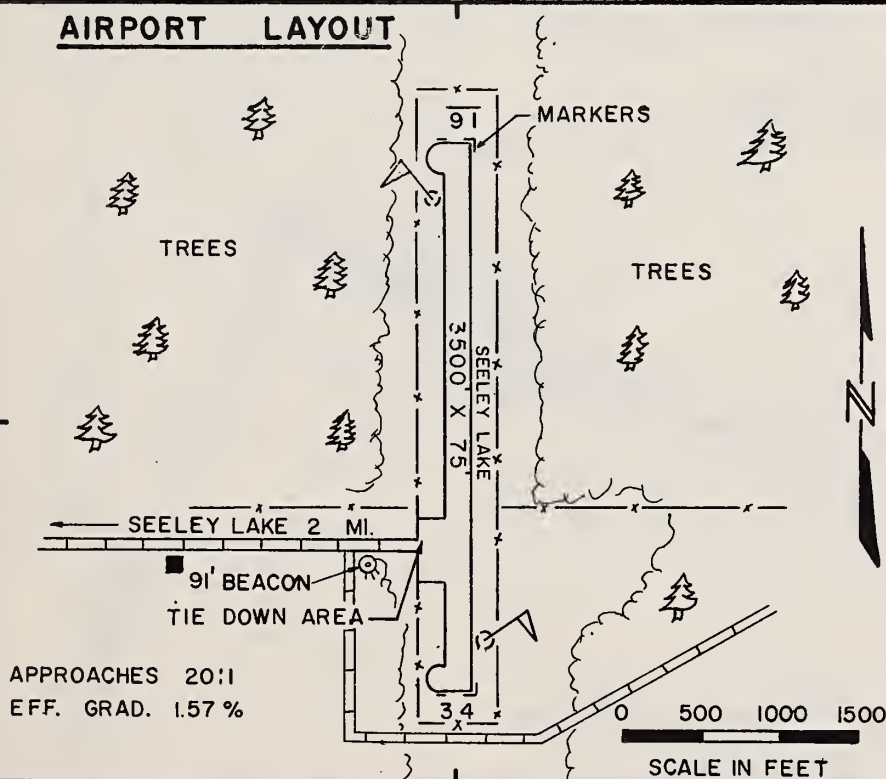 AIRPORT LAYOUT
16
MARKERS
TREES
TREES
3500' X 75'
SEELEY LAKE
N
SEELEY LAKE 2 MI.
91' BEACON
TIE DOWN AREA
APPROACHES 20:1
EFF. GRAD. 1.57 %
34
0 500 1000 1500
SCALE IN FEET